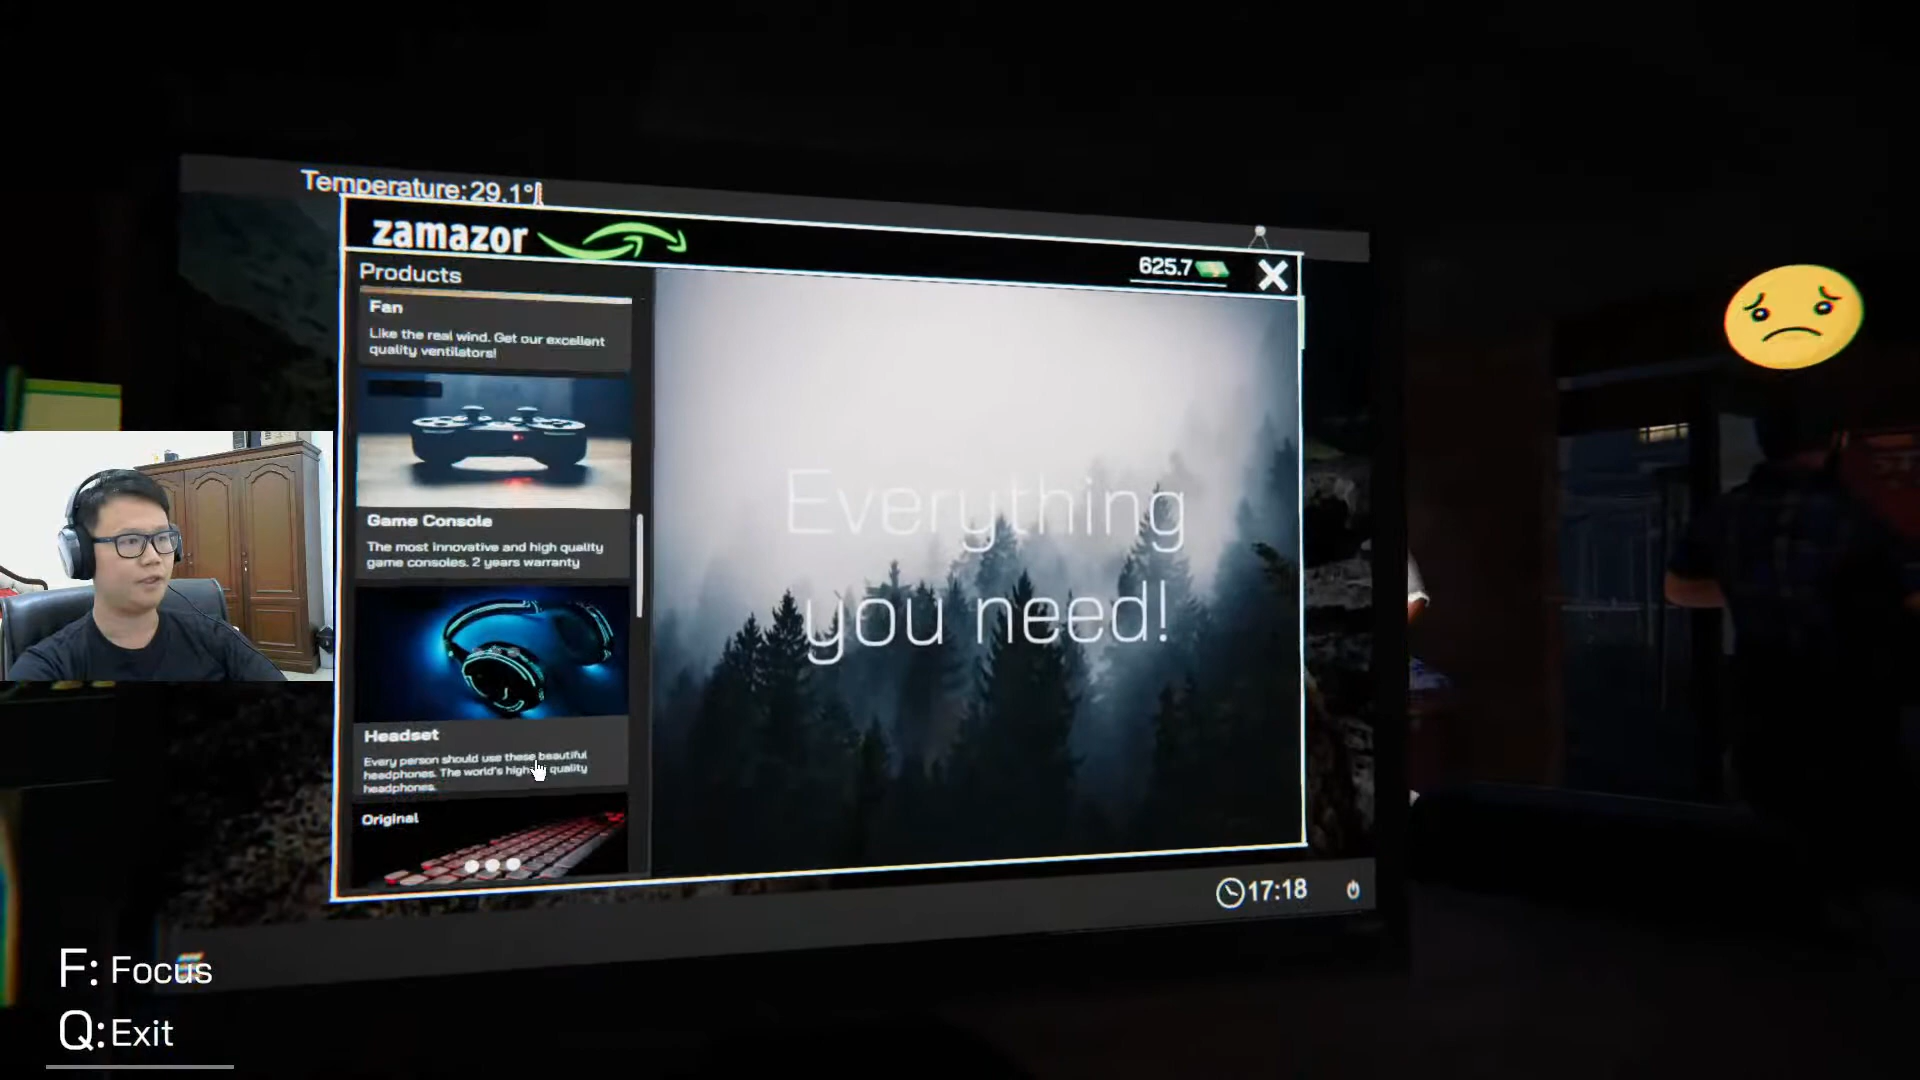 Temperature: 29.1°
zamazor
625.7
Products
Fan
Like the real wind. Get our excellent
quality ventilators!
Game Console
The most innovative and high quality
game consoles. 2 years warranty
Headset
Every person should use these beautiful
headphones. The world's high quality
headphones.
Original
Everything
you need!
17:18
F: Focus
Q: Exit